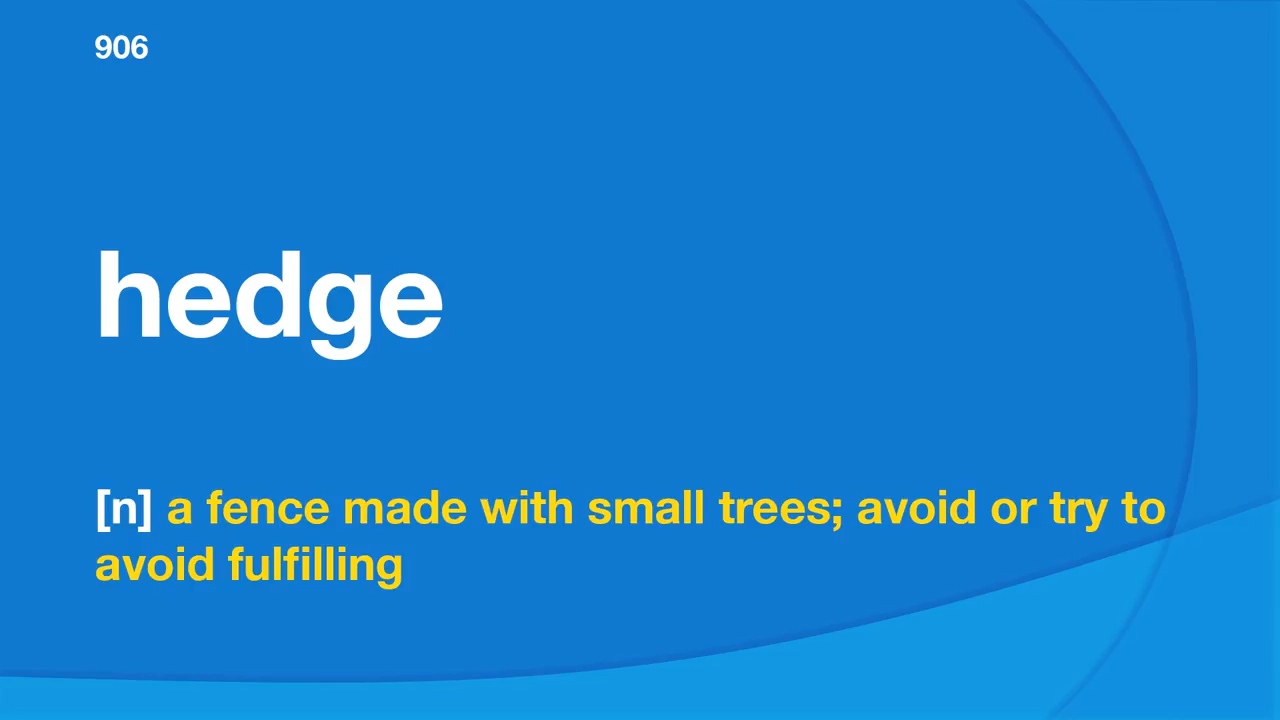 906
hedge
[n] a fence made with small trees; avoid or try to
avoid fulfilling